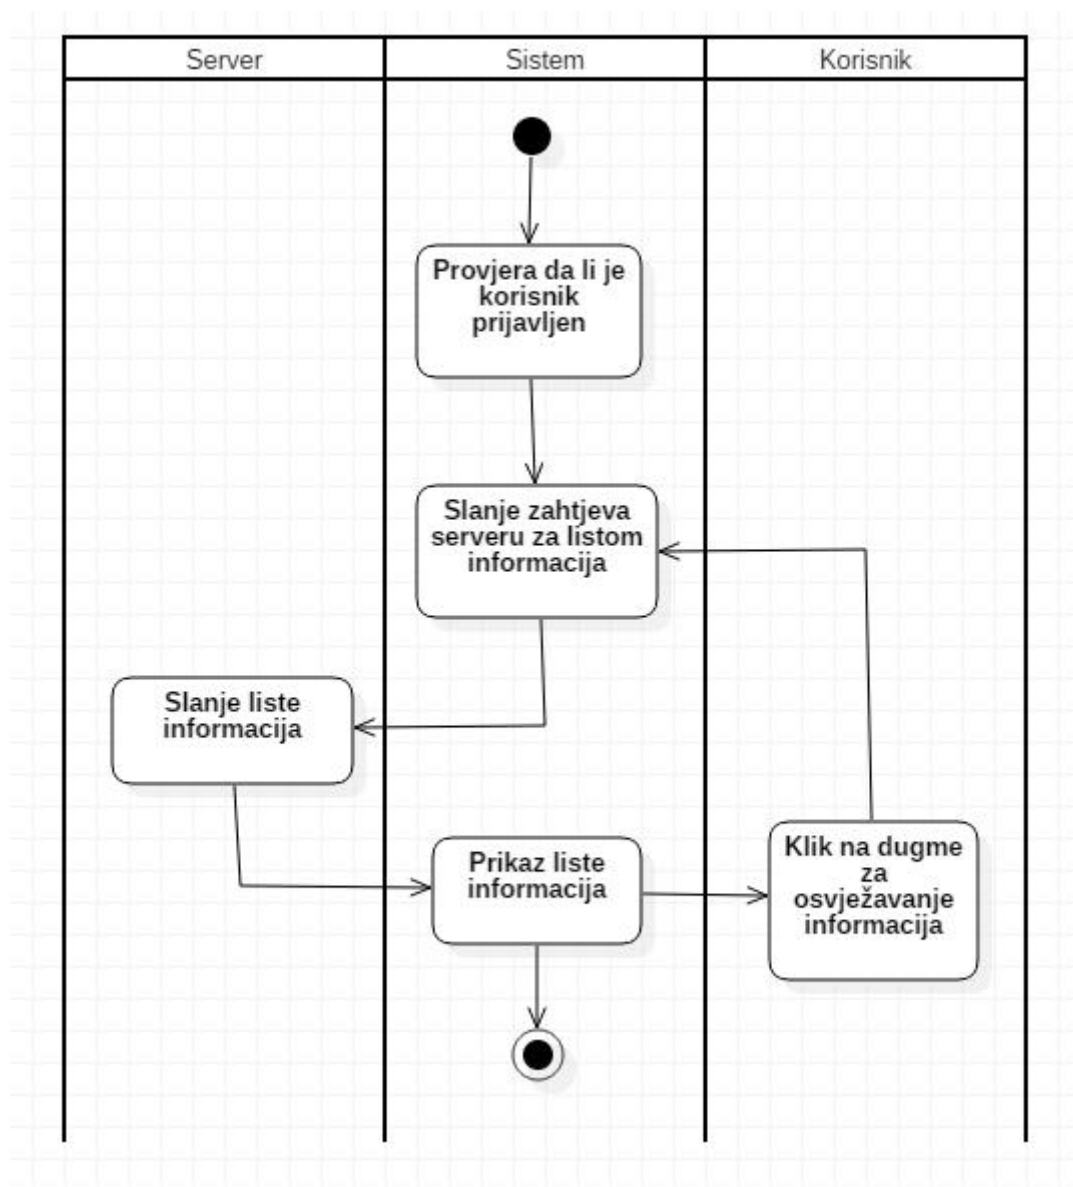 Server
Sistem
Korisnik
Provjera da li je
korisnik
prijavljen
Slanje zahtjeva
serveru za listom
informacija
Slanje liste
informacija
Prikaz liste
informacija
Klik na dugme
za
osvježavanje
informacija